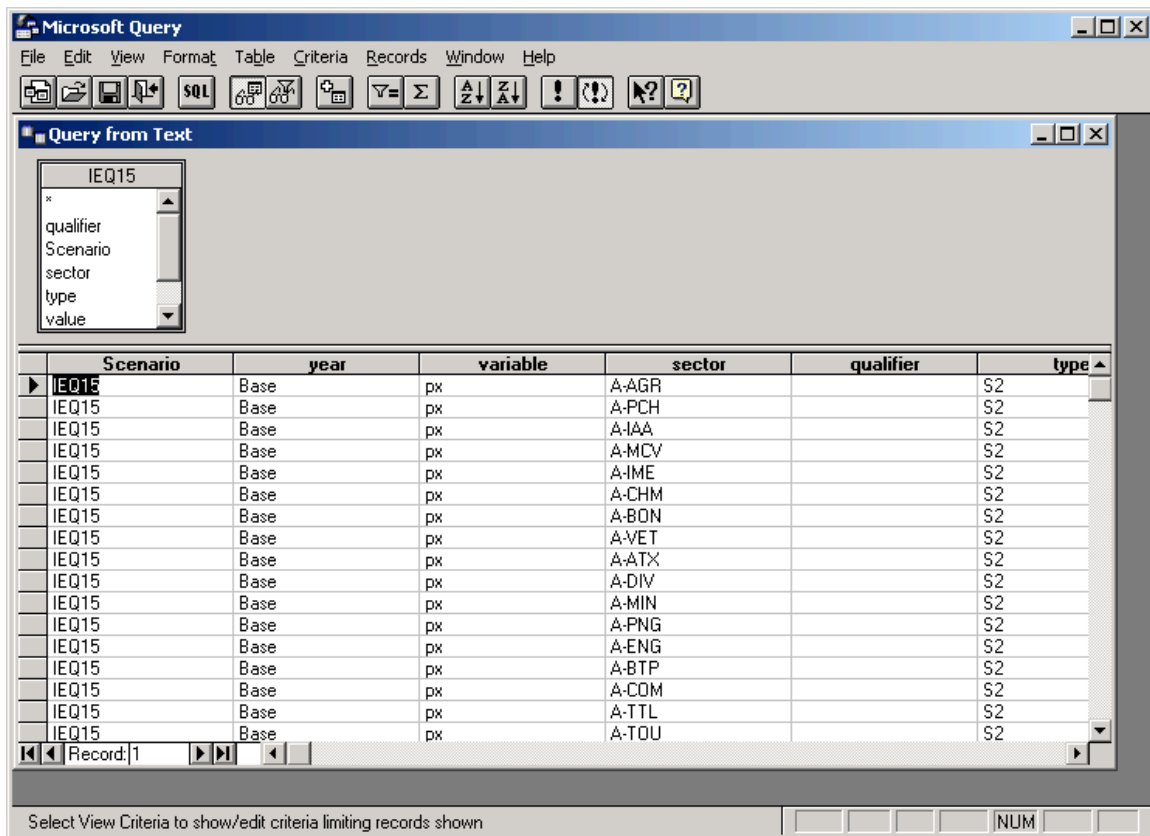 Microsoft Query
File Edit View Format Table Criteria Records Window Help
SQL
Query from Text
IEQ15
*
qualifier
Scenario
sector
type
value
Scenario year variable sector qualifier type
IEQ15 Base px A-AGR S2
IEQ15 Base px A-PCH S2
IEQ15 Base px A-IAA S2
IEQ15 Base px A-MCV S2
IEQ15 Base px A-IME S2
IEQ15 Base px A-CHM S2
IEQ15 Base px A-BON S2
IEQ15 Base px A-VET S2
IEQ15 Base px A-ATX S2
IEQ15 Base px A-DIV S2
IEQ15 Base px A-MIN S2
IEQ15 Base px A-PNG S2
IEQ15 Base px A-ENG S2
IEQ15 Base px A-BTP S2
IEQ15 Base px A-COM S2
IEQ15 Base px A-TTL S2
IEQ15 Base px A-TOU S2
Record: 1
Select View Criteria to show/edit criteria limiting records shown NUM